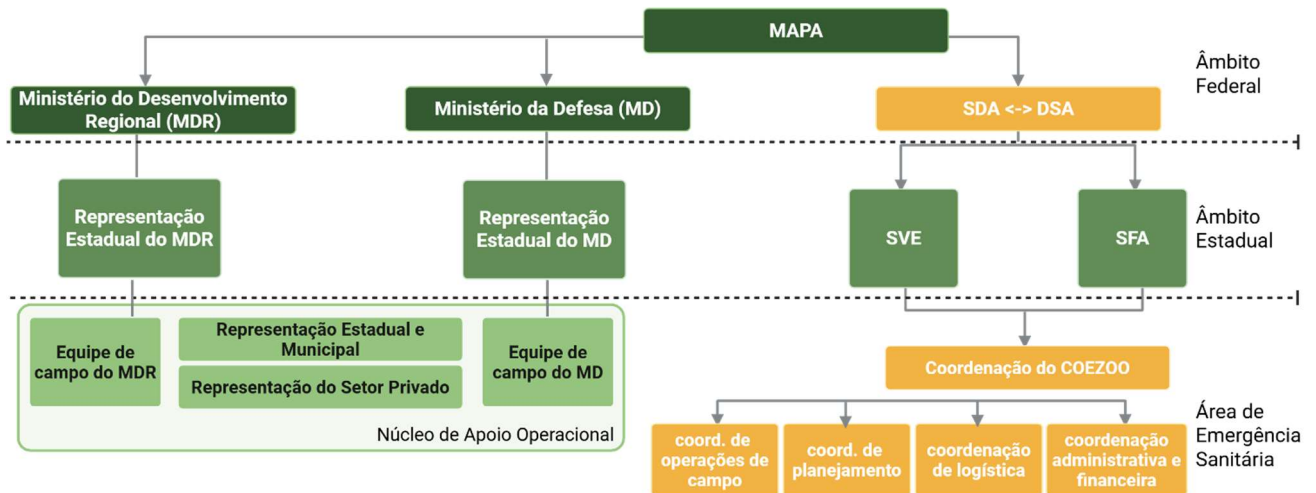 MAPA
Âmbito
Federal
Ministério do Desenvolvimento
Regional (MDR)
Ministério da Defesa (MD)
SDA <-> DSA
Representação
Estadual do MDR
Representação
Estadual do MD
SVE
SFA
Âmbito
Estadual
Equipe de
campo do MDR
Representação Estadual e
Municipal
Representação do Setor Privado
Equipe de
campo do MD
Núcleo de Apoio Operacional
Coordenação do COEZOO
coord. de
operações de
campo
coord. de
planejamento
coordenação
de logística
coordenação
administrativa e
financeira
Área de
Emergência
Sanitária